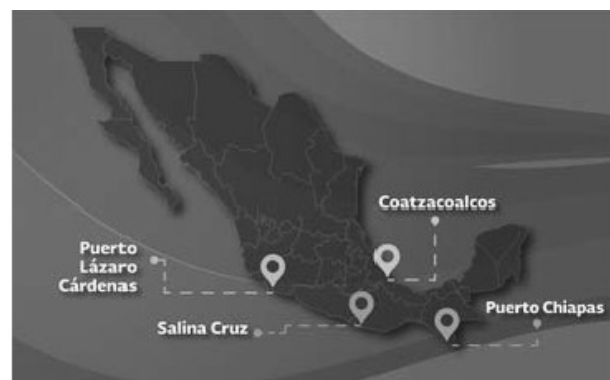 Coatzacoalcos
Puerto
Lázaro
Cárdenas
Salina Cruz
Puerto Chiapas